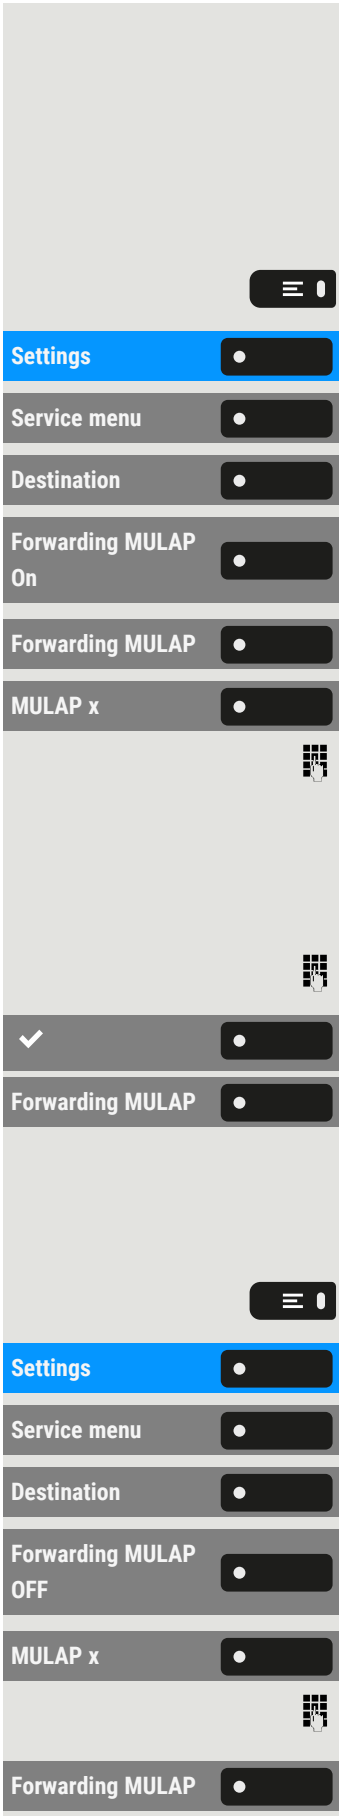 Settings
Service menu
Destination
Forwarding MULAP
On
Forwarding MULAP
MULAP x
Forwarding MULAP
Settings
Service menu
Destination
Forwarding MULAP
OFF
MULAP x
Forwarding MULAP